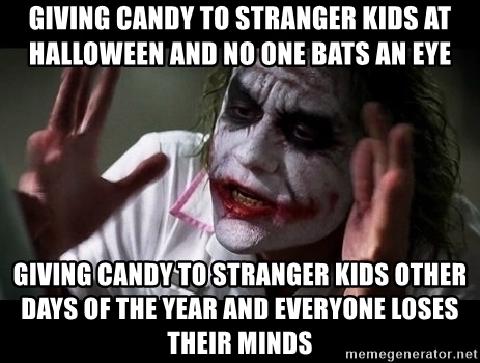 GIVING CANDY TO STRANGER KIDS AT
HALLOWEEN AND NO ONE BATS AN EYE
GIVING CANDY TO STRANGER KIDS OTHER
DAYS OF THE YEAR AND EVERYONE LOSES
THEIR MINDS
memegenerator.net